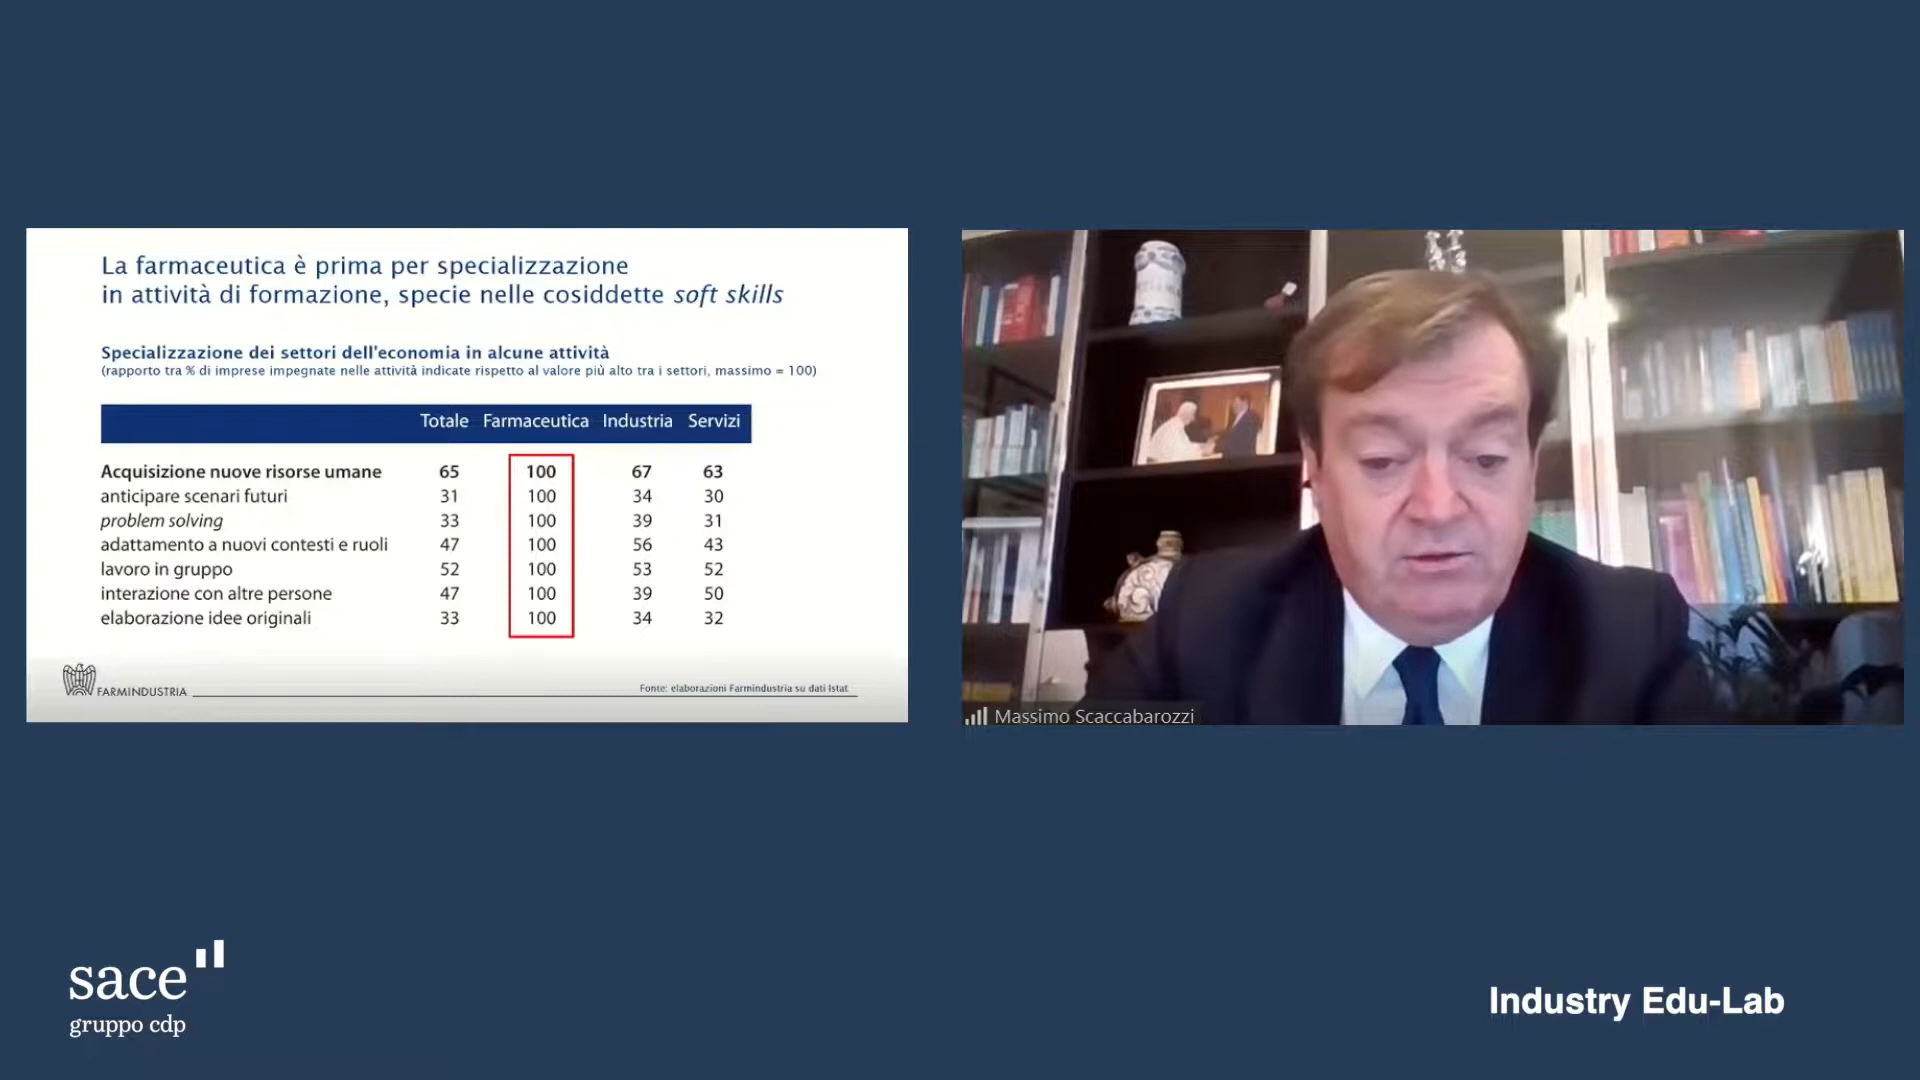 La farmaceutica è prima per specializzazione
in attività di formazione, specie nelle cosiddette soft skills
Specializzazione dei settori dell'economia in alcune attività
(rapporto tra % di imprese impegnate nelle attività indicate rispetto al valore più alto tra i settori, massimo = 100)
Totale Farmaceutica Industria Servizi
Acquisizione nuove risorse umane 65 100 67 63
anticipare scenari futuri 31 100 34 30
problem solving 33 100 39 31
adattamento a nuovi contesti e ruoli 47 100 56 43
lavoro in gruppo 52 100 53 52
interazione con altre persone 47 100 39 50
elaborazione idee originali 33 100 34 32
FARMINDUSTRIA
Fonte: elaborazioni Farmindustria su dati Istat
Massimo Scaccabarozzi
sace
gruppo cdp
Industry Edu-Lab